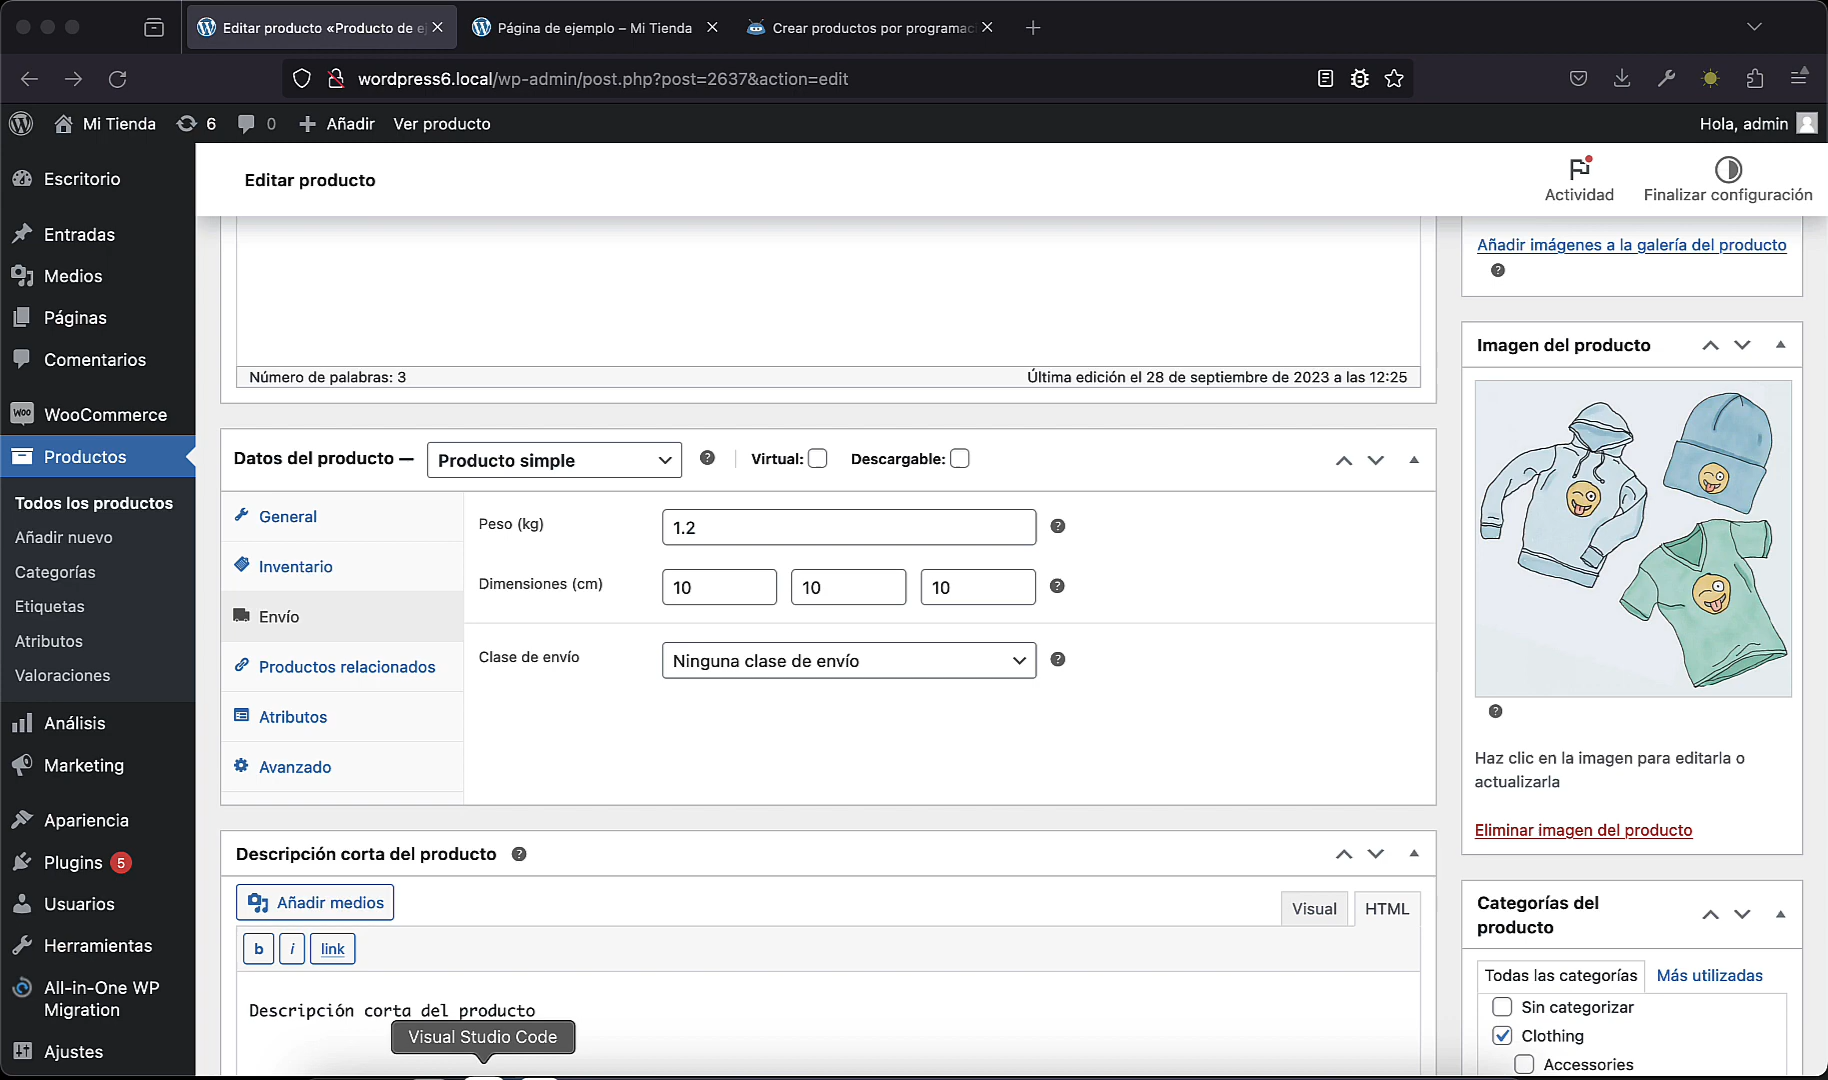 Editar producto «Producto de e
Página de ejemplo – Mi Tienda
Crear productos por programac
wordpress6.local/wp-admin/post.php?post=2637&action=edit
Mi Tienda
6
0
Añadir
Ver producto
Hola, admin
Escritorio
Entradas
Medios
Páginas
Comentarios
WooCommerce
Productos
Todos los productos
Añadir nuevo
Categorías
Etiquetas
Atributos
Valoraciones
Análisis
Marketing
Apariencia
Plugins 5
Usuarios
Herramientas
All-in-One WP
Migration
Ajustes
Editar producto
Actividad
Finalizar configuración
Número de palabras: 3
Última edición el 28 de septiembre de 2023 a las 12:25
Datos del producto —
Producto simple
Virtual:
Descargable:
General
Inventario
Envío
Productos relacionados
Atributos
Avanzado
Peso (kg)
1.2
Dimensiones (cm)
10
10
10
Clase de envío
Ninguna clase de envío
Descripción corta del producto
Añadir medios
Visual
HTML
b
i
link
Descripción corta del producto
Visual Studio Code
Añadir imágenes a la galería del producto
Imagen del producto
Haz clic en la imagen para editarla o
actualizarla
Eliminar imagen del producto
Categorías del
producto
Todas las categorías
Más utilizadas
Sin categorizar
Clothing
Accessories